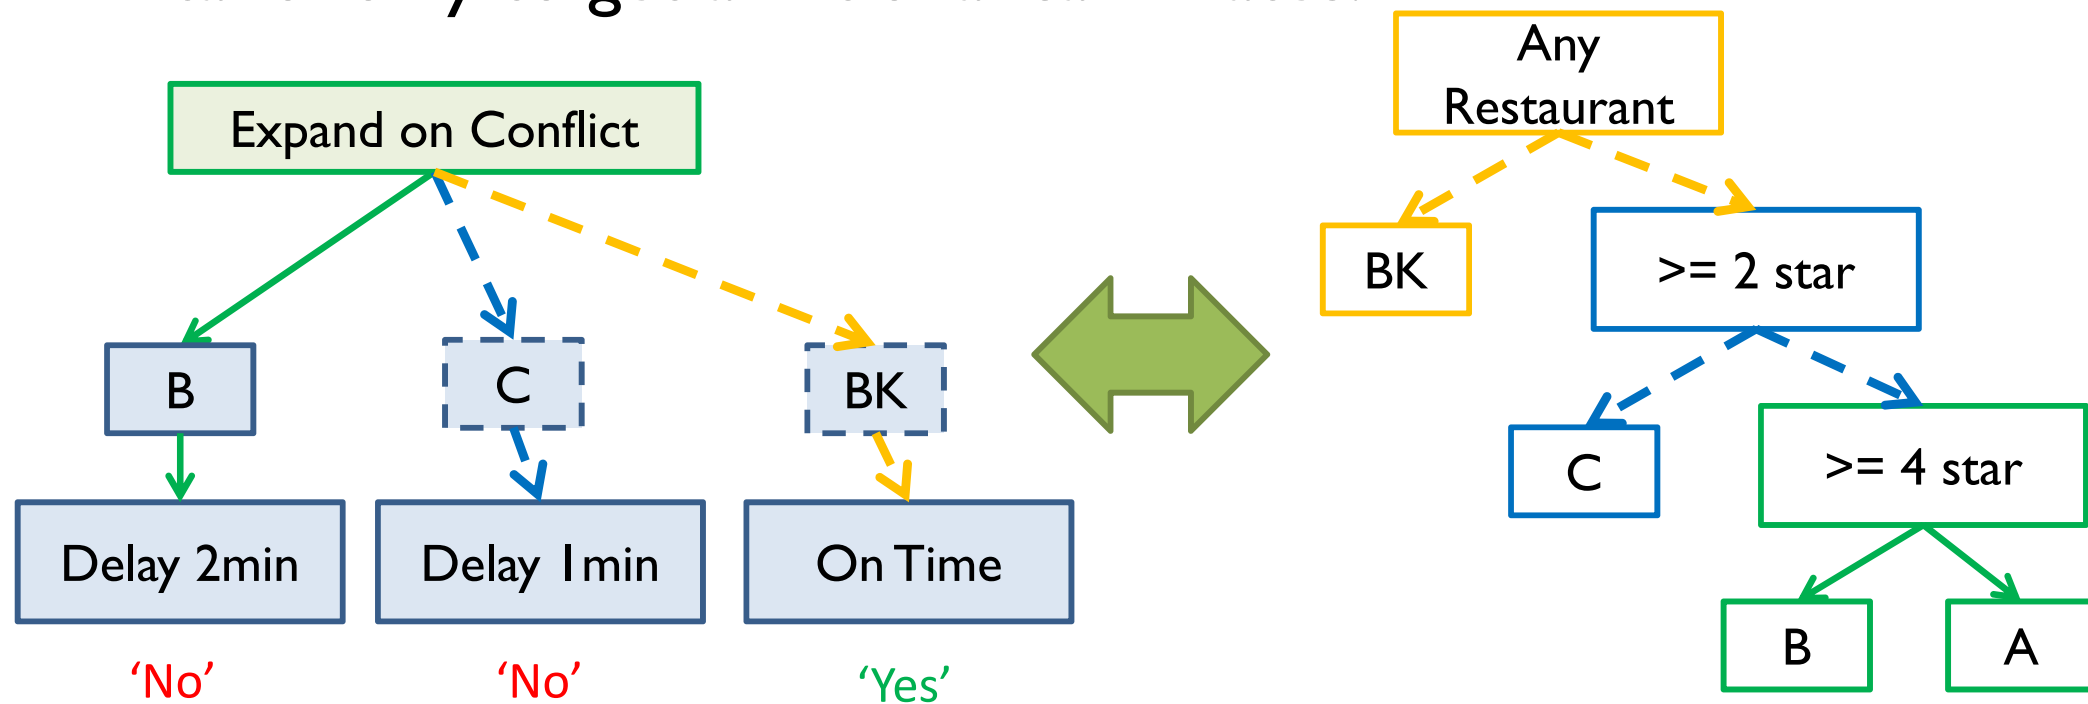 Expand on Conflict
B
C
BK
Delay 2min
Delay 1min
On Time
‘No’
‘No’
‘Yes’
Any
Restaurant
BK
>= 2 star
C
>= 4 star
B
A